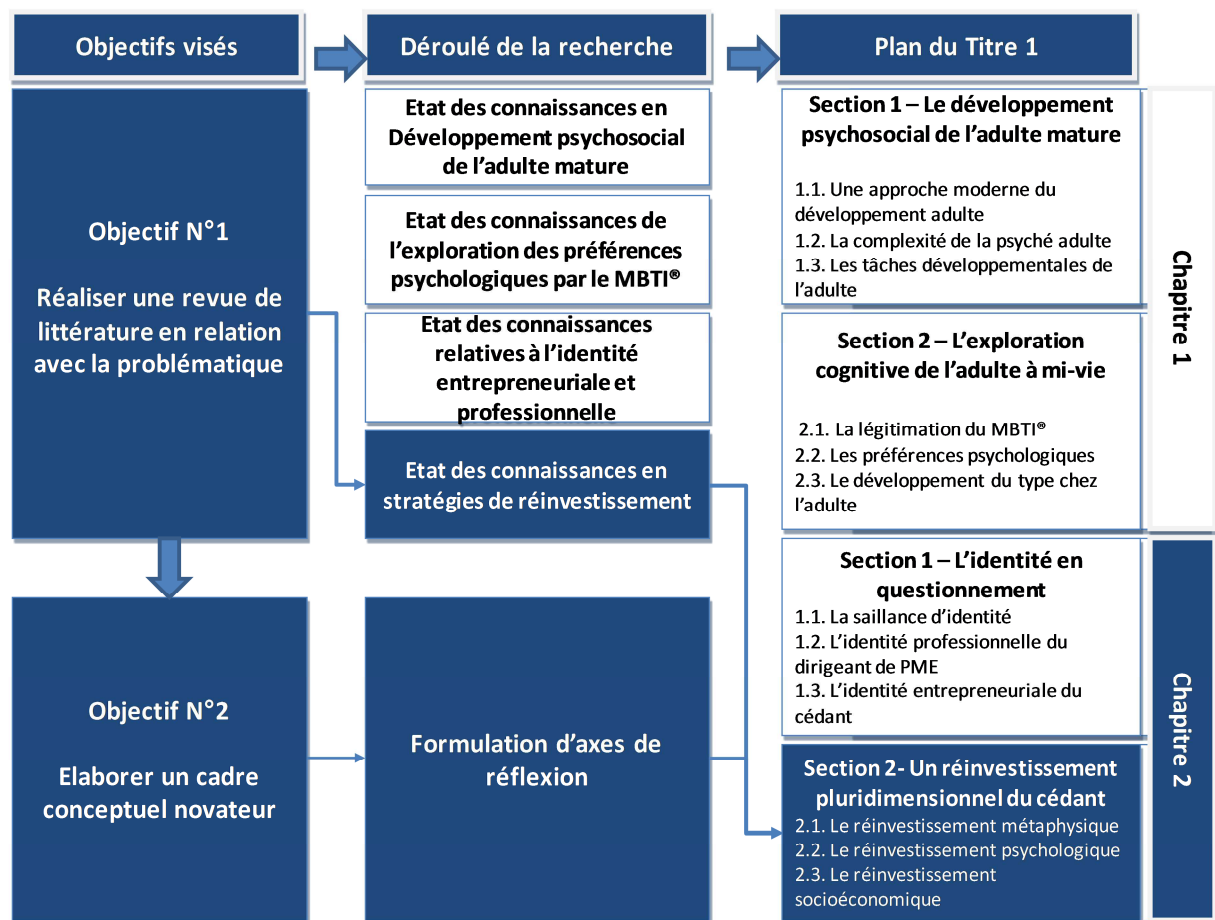 Objectifs visés
Déroulé de la recherche
Plan du Titre 1
Objectif N°1
Réaliser une revue de
littérature en relation
avec la problématique
Objectif N°2
Elaborer un cadre
conceptuel novateur
Etat des connaissances en
Développement psychosocial
de l’adulte mature
Etat des connaissances de
l’exploration des préférences
psychologiques par le MBTI®
Etat des connaissances
relatives à l’identité
entrepreneuriale et
professionnelle
Etat des connaissances en
stratégies de réinvestissement
Formulation d’axes de
réflexion
Section 1 – Le développement
psychosocial de l’adulte mature
1.1. Une approche moderne du
développement adulte
1.2. La complexité de la psyché adulte
1.3. Les tâches développementales de
l’adulte
Section 2 – L’exploration
cognitive de l’adulte à mi-vie
2.1. La légitimation du MBTI®
2.2. Les préférences psychologiques
2.3. Le développement du type chez
l’adulte
Chapitre 1
Section 1 – L’identité en
questionnement
1.1. La saillance d’identité
1.2. L’identité professionnelle du
dirigeant de PME
1.3. L’identité entrepreneuriale du
cédant
Section 2- Un réinvestissement
pluridimensionnel du cédant
2.1. Le réinvestissement métaphysique
2.2. Le réinvestissement psychologique
2.3. Le réinvestissement
socioéconomique
Chapitre 2